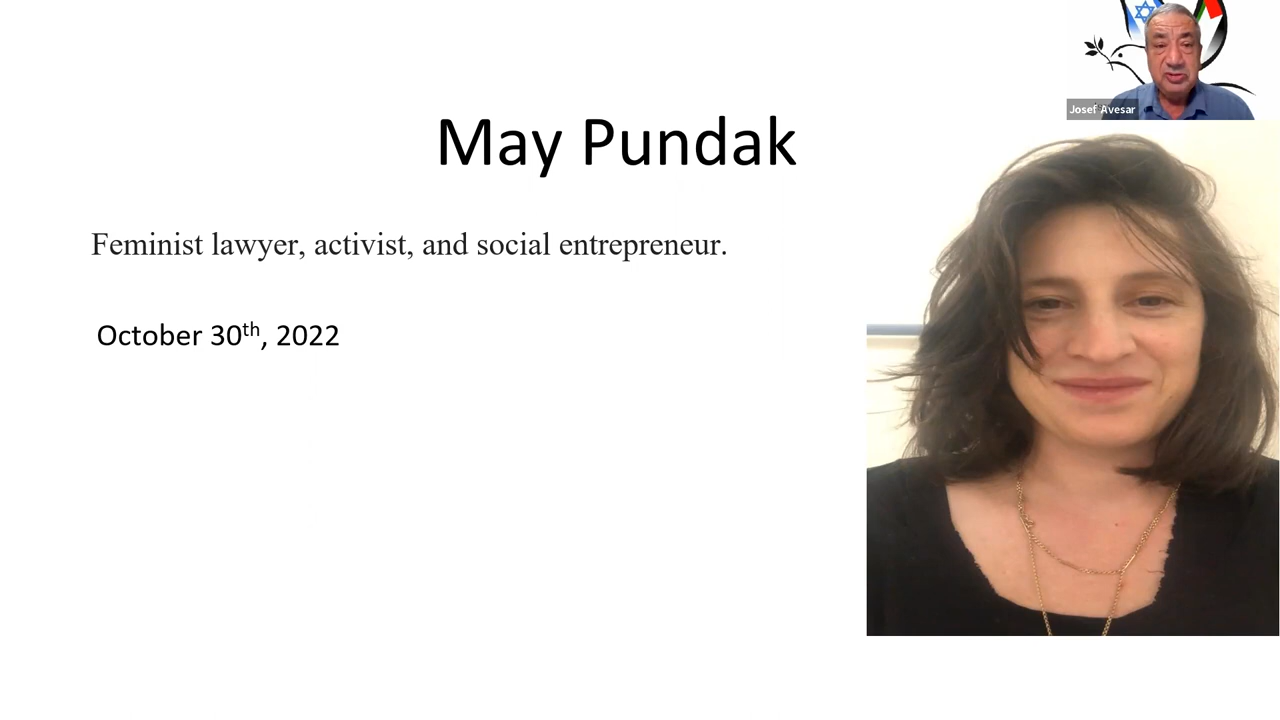 May Pundak
Feminist lawyer, activist, and social entrepreneur.
October 30th, 2022
Josef Avesar